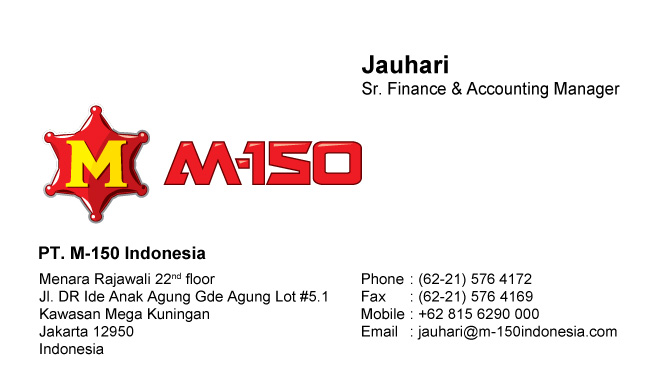 Jauhari
Sr. Finance & Accounting Manager
M M-150
PT. M-150 Indonesia
Menara Rajawali 22nd floor
Jl. DR Ide Anak Agung Gde Agung Lot #5.1
Kawasan Mega Kuningan
Jakarta 12950
Indonesia
Phone : (62-21) 576 4172
Fax : (62-21) 576 4169
Mobile : +62 815 6290 000
Email : jauhari@m-150indonesia.com